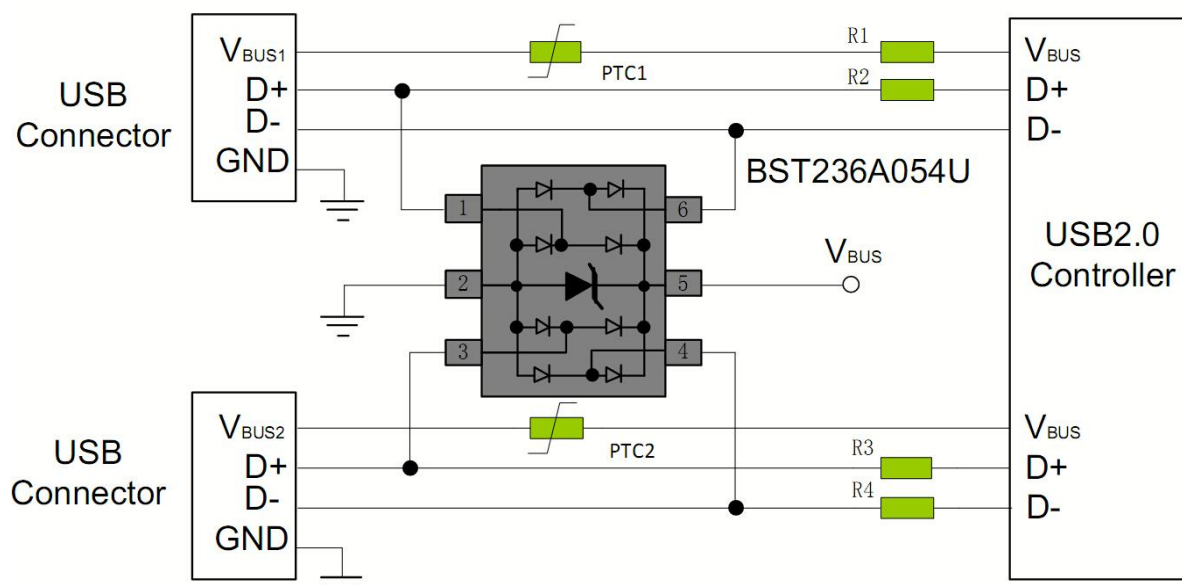 USB
Connector
VBUS1
D+
D-
GND
PTC1
R1
R2
VBUS
D+
D-
BST236A054U
1
2
3
6
5
4
VBUS
USB2.0
Controller
USB
Connector
VBUS2
D+
D-
GND
PTC2
R3
R4
VBUS
D+
D-